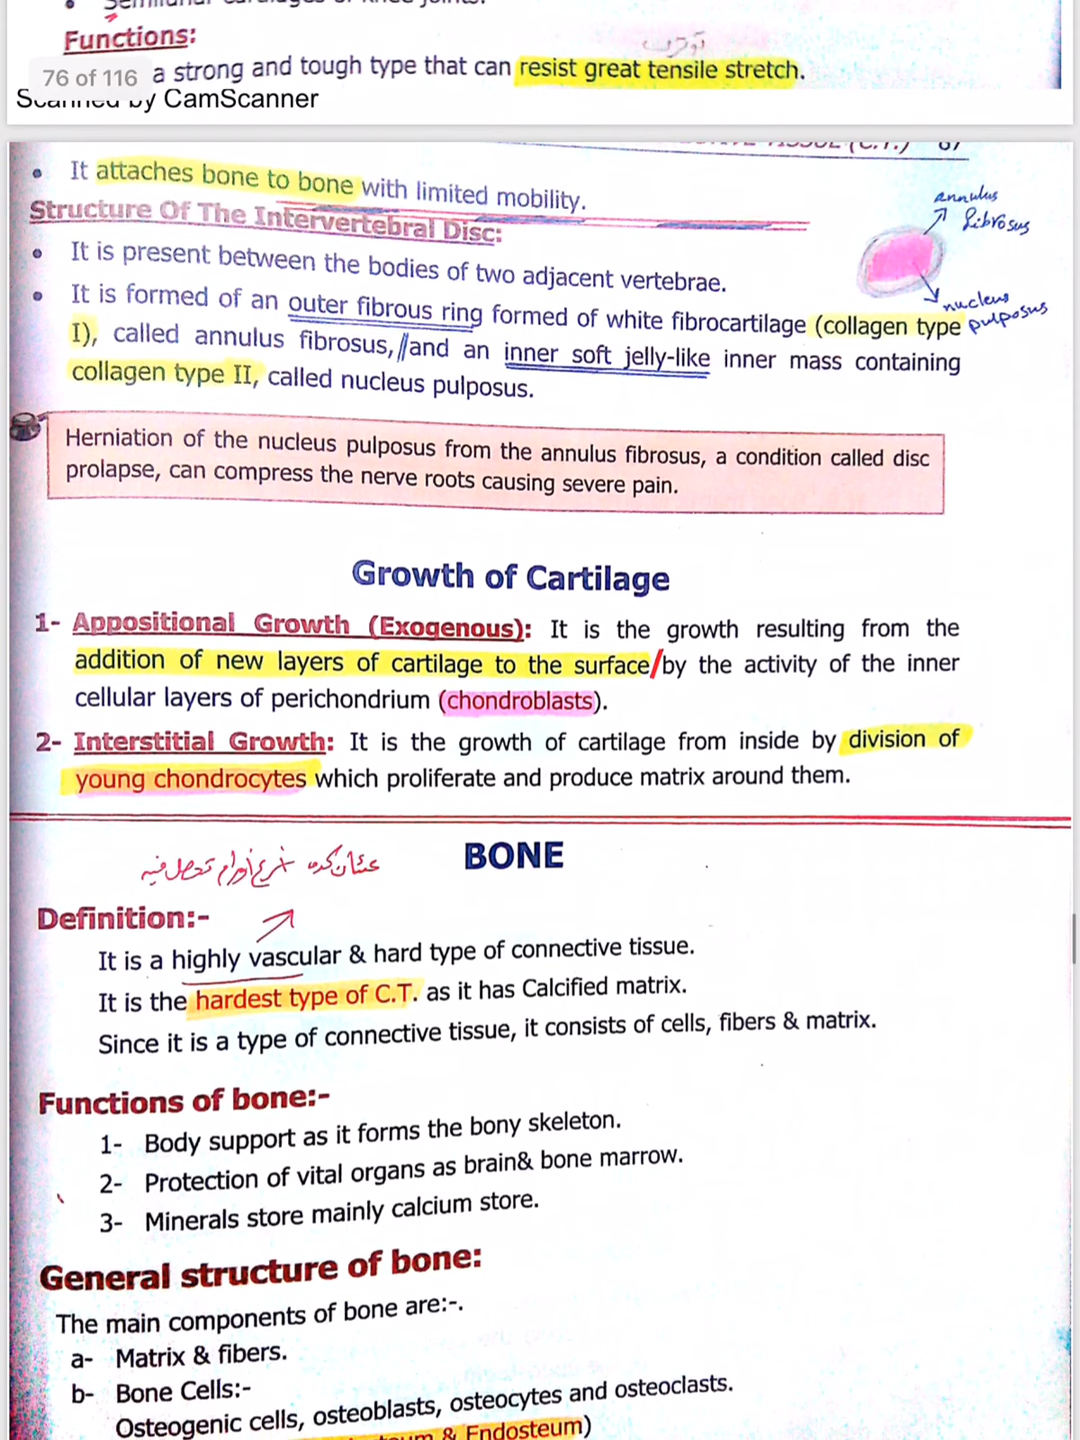 Semilunar cartilages of knee joints.
Functions:
76 of 116 a strong and tough type that can resist great tensile stretch.
Scanned by CamScanner
TISSUE (C.T.) 67
• It attaches bone to bone with limited mobility.
Structure Of The Intervertebral Disc:
annulus
fibrosus
• It is present between the bodies of two adjacent vertebrae.
• It is formed of an outer fibrous ring formed of white fibrocartilage (collagen type
nucleus
pulposus
I), called annulus fibrosus, and an inner soft jelly-like inner mass containing
collagen type II, called nucleus pulposus.
Herniation of the nucleus pulposus from the annulus fibrosus, a condition called disc
prolapse, can compress the nerve roots causing severe pain.
Growth of Cartilage
1- Appositional Growth (Exogenous): It is the growth resulting from the
addition of new layers of cartilage to the surface/by the activity of the inner
cellular layers of perichondrium (chondroblasts).
2- Interstitial Growth: It is the growth of cartilage from inside by division of
young chondrocytes which proliferate and produce matrix around them.
BONE
عشان كده أورام تحصل فيه
Definition:-
It is a highly vascular & hard type of connective tissue.
It is the hardest type of C.T. as it has Calcified matrix.
Since it is a type of connective tissue, it consists of cells, fibers & matrix.
Functions of bone:-
1- Body support as it forms the bony skeleton.
2- Protection of vital organs as brain& bone marrow.
3- Minerals store mainly calcium store.
General structure of bone:
The main components of bone are:-.
a- Matrix & fibers.
b- Bone Cells:-
Osteogenic cells, osteoblasts, osteocytes and osteoclasts.
& Endosteum)